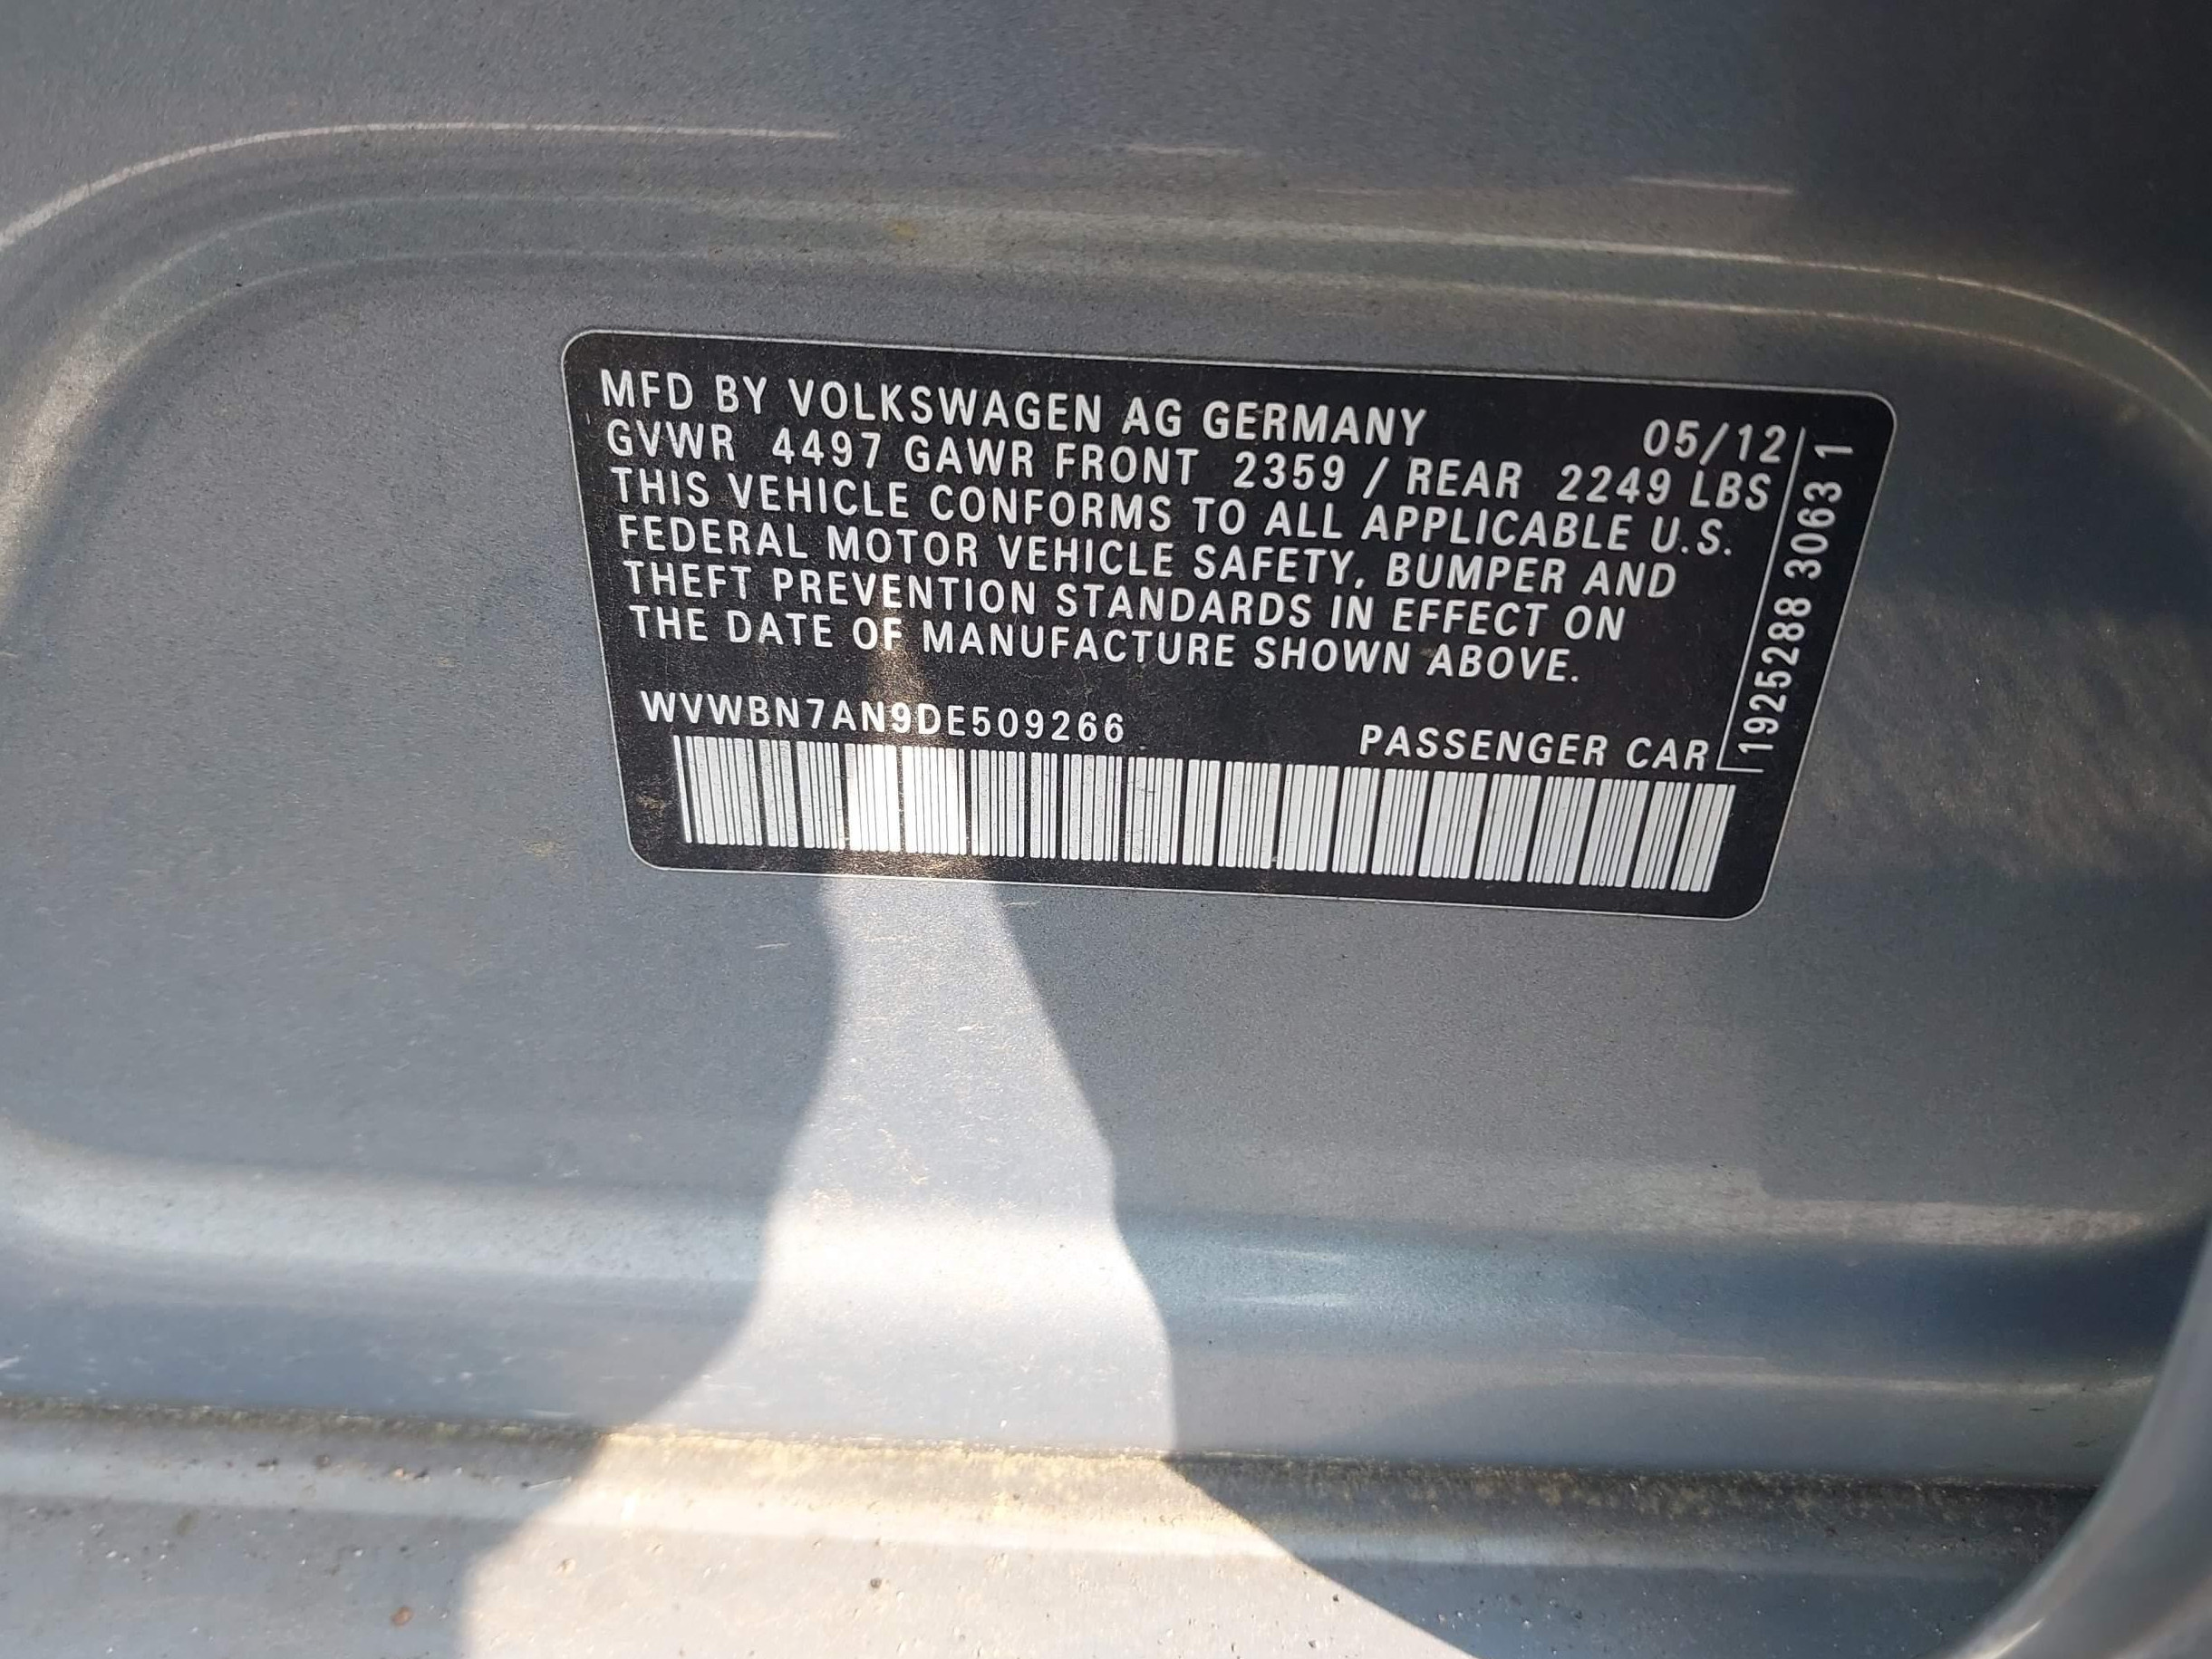 MFD BY VOLKSWAGEN AG GERMANY 05/12
GVWR 4497 GAWR FRONT 2359 / REAR 2249 LBS
THIS VEHICLE CONFORMS TO ALL APPLICABLE U.S.
FEDERAL MOTOR VEHICLE SAFETY, BUMPER AND
THEFT PREVENTION STANDARDS IN EFFECT ON
THE DATE OF MANUFACTURE SHOWN ABOVE.
WVWBN7AN9DE509266
PASSENGER CAR
1925288 3063 1